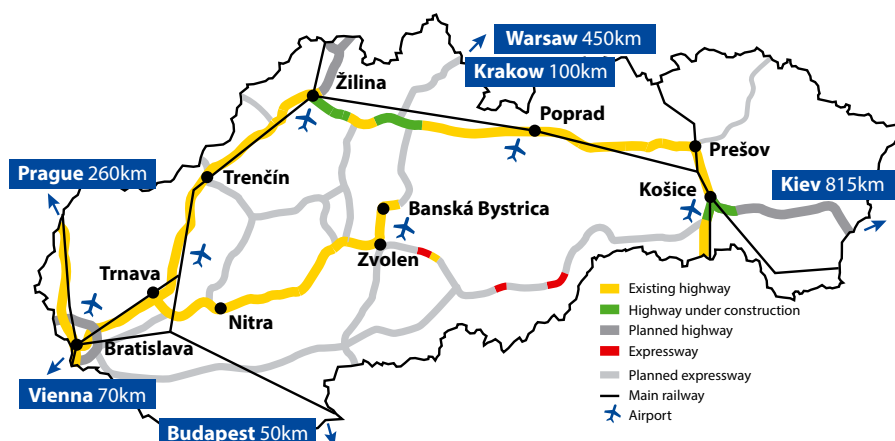 Warsaw 450km
Krakow 100km
Žilina
Poprad
Prešov
Prague 260km
Trenčín
Košice
Kiev 815km
Banská Bystrica
Zvolen
Trnava
Nitra
Bratislava
Vienna 70km
Budapest 50km
Existing highway
Highway under construction
Planned highway
Expressway
Planned expressway
Main railway
Airport